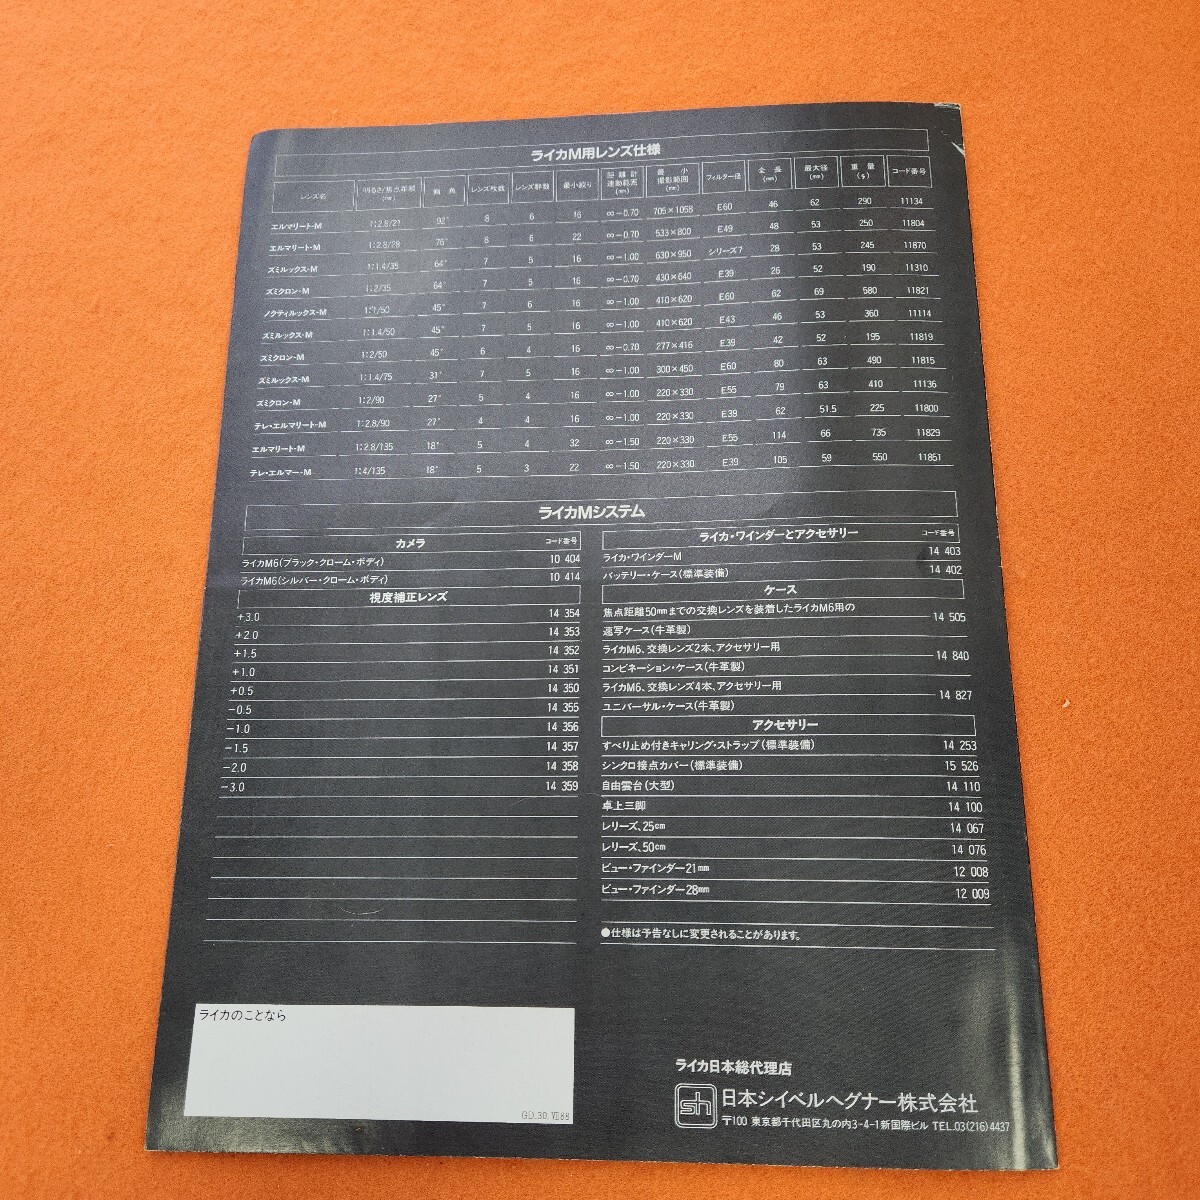 ライカM用レンズ仕様
レンズ名 明るさ/焦点距離(mm) 画角 レンズ枚数 レンズ群数 最小絞り 距離計連動範囲(m) 最小撮影範囲(mm) フィルター径 全長(mm) 最大径(mm) 重量(g) コード番号
エルマリート-M 1:2.8/21 92° 8 6 16 ∞−0.70 705×1058 E60 46 62 290 11134
エルマリート-M 1:2.8/28 76° 8 6 22 ∞−0.70 533×800 E49 48 53 250 11804
ズミルックス-M 1:1.4/35 64° 7 5 16 ∞−1.00 630×950 シリーズ7 28 53 245 11870
ズミクロン-M 1:2/35 64° 7 5 16 ∞−0.70 430×640 E39 26 52 190 11310
ノクティルックス-M 1:1/50 45° 7 6 16 ∞−1.00 410×620 E60 62 69 580 11821
ズミルックス-M 1:1.4/50 45° 7 5 16 ∞−1.00 410×620 E43 46 53 360 11114
ズミクロン-M 1:2/50 45° 6 4 16 ∞−0.70 277×416 E39 42 52 195 11819
ズミルックス-M 1:1.4/75 31° 7 5 16 ∞−1.00 300×450 E60 80 63 490 11815
ズミクロン-M 1:2/90 27° 5 4 16 ∞−1.00 220×330 E55 79 63 410 11136
テレ・エルマリート-M 1:2.8/90 27° 4 4 16 ∞−1.00 220×330 E39 62 51.5 225 11800
エルマリート-M 1:2.8/135 18° 5 4 32 ∞−1.50 220×330 E55 114 66 735 11829
テレ・エルマー-M 1:4/135 18° 5 3 22 ∞−1.50 220×330 E39 105 59 550 11851
ライカMシステム
カメラ コード番号
ライカM6(ブラック・クローム・ボディ) 10 404
ライカM6(シルバー・クローム・ボディ) 10 414
視度補正レンズ
+3.0 14 354
+2.0 14 353
+1.5 14 352
+1.0 14 351
+0.5 14 350
−0.5 14 355
−1.0 14 356
−1.5 14 357
−2.0 14 358
−3.0 14 359
ライカ・ワインダーとアクセサリー コード番号
ライカ・ワインダーM 14 403
バッテリー・ケース(標準装備) 14 402
ケース
焦点距離50mmまでの交換レンズを装着したライカM6用の
速写ケース(牛革製) 14 505
ライカM6、交換レンズ2本、アクセサリー用
コンビネーション・ケース(牛革製) 14 840
ライカM6、交換レンズ4本、アクセサリー用
ユニバーサル・ケース(牛革製) 14 827
アクセサリー
すべり止め付きキャリング・ストラップ(標準装備) 14 253
シンクロ接点カバー(標準装備) 15 526
自由雲台(大型) 14 110
卓上三脚 14 100
レリーズ、25cm 14 067
レリーズ、50cm 14 076
ビュー・ファインダー21mm 12 008
ビュー・ファインダー28mm 12 009
●仕様は予告なしに変更されることがあります。
ライカのことなら
GD.30.Ⅶ88
ライカ日本総代理店
sh 日本シイベルヘグナー株式会社
〒100 東京都千代田区丸の内3-4-1新国際ビル TEL.03(216)4437